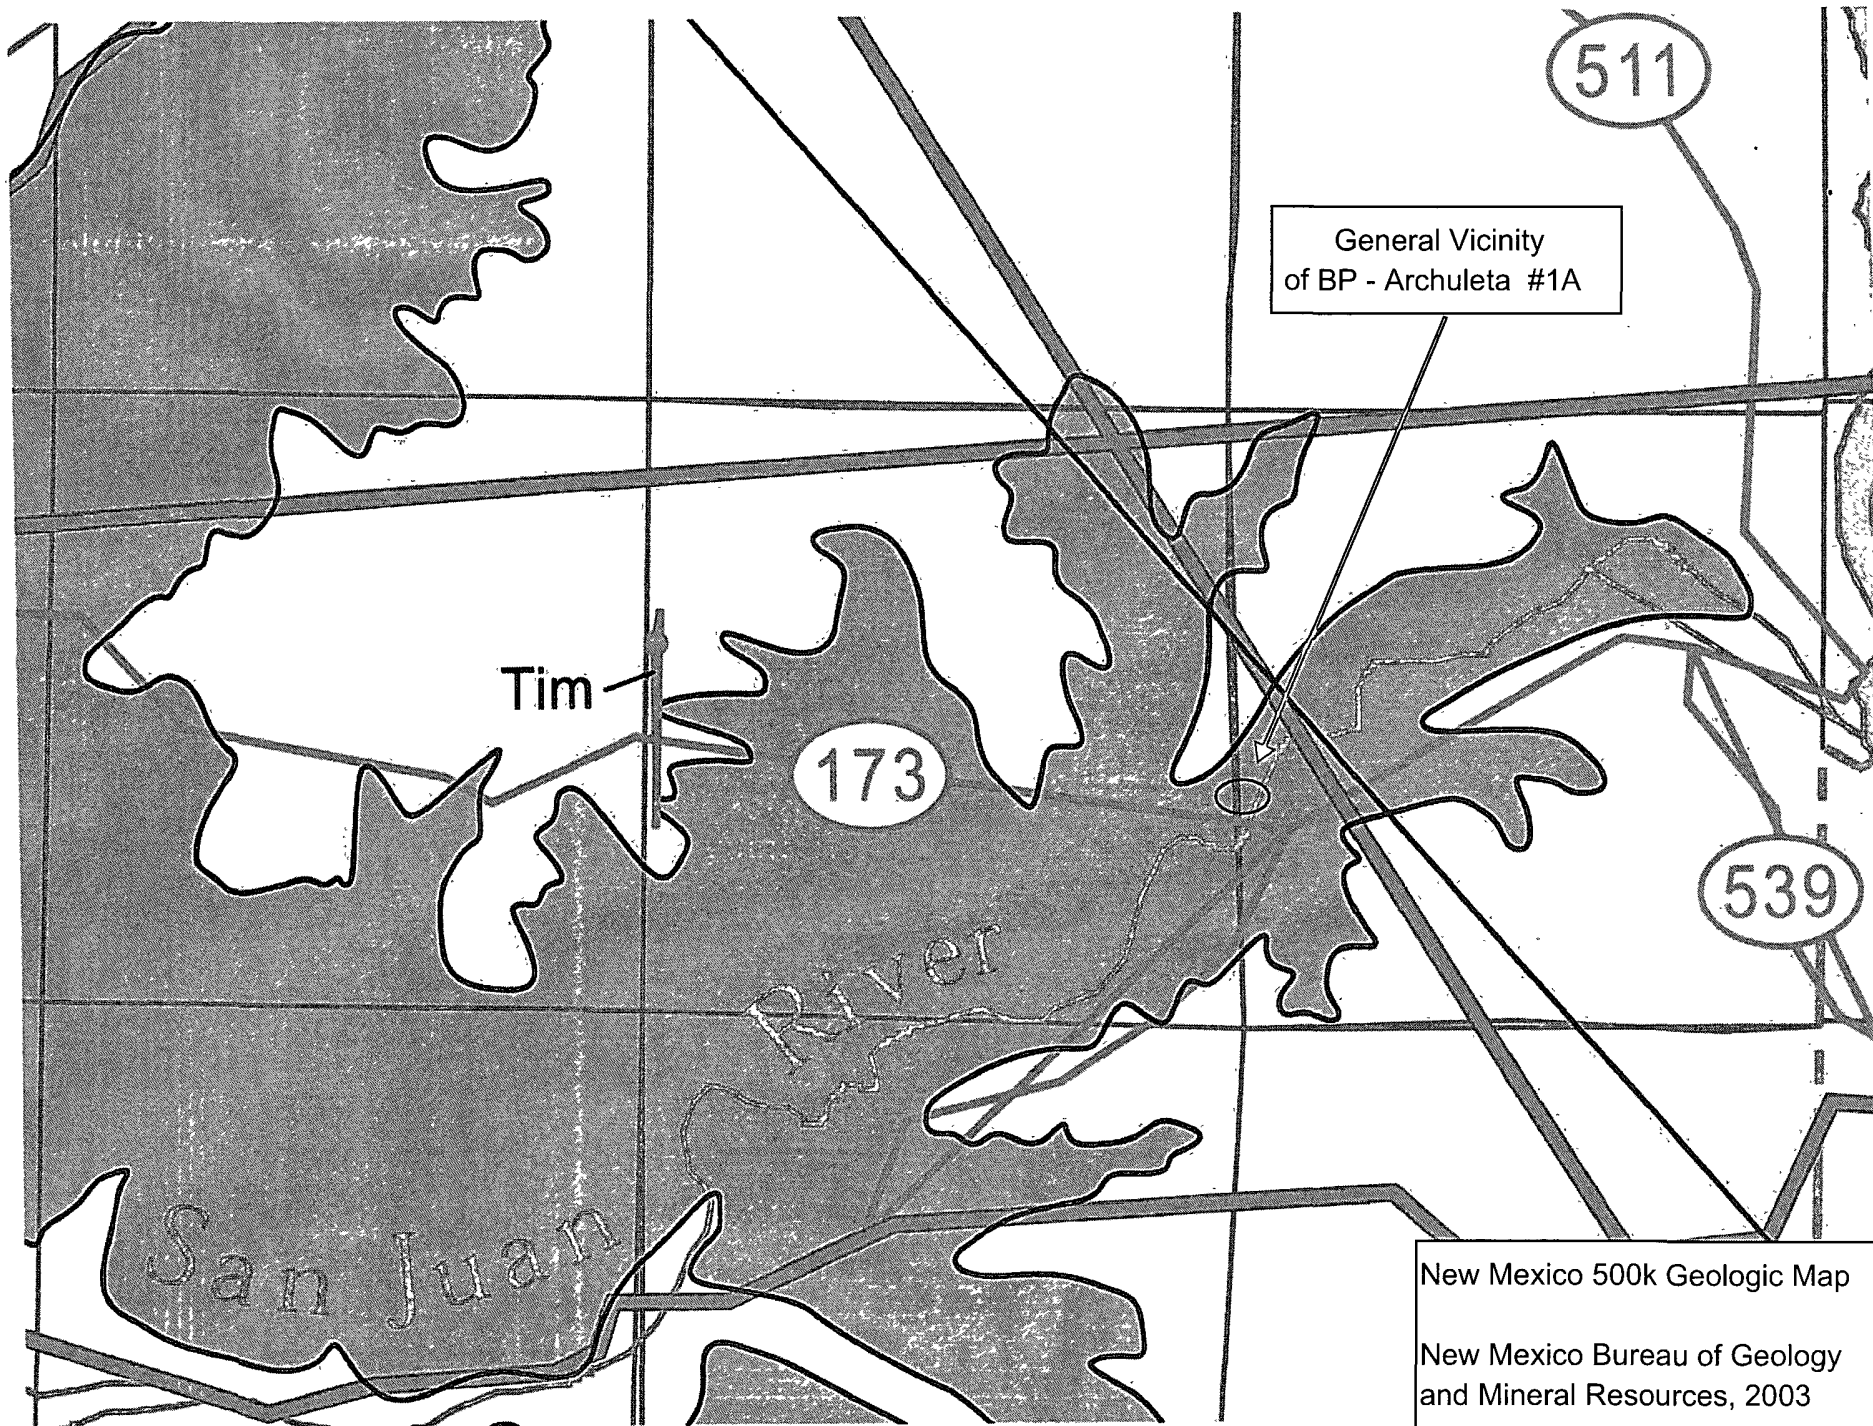 511
General Vicinity
of BP - Archuleta #1A
Tim
173
539
River
San Juan
New Mexico 500k Geologic Map
New Mexico Bureau of Geology
and Mineral Resources, 2003